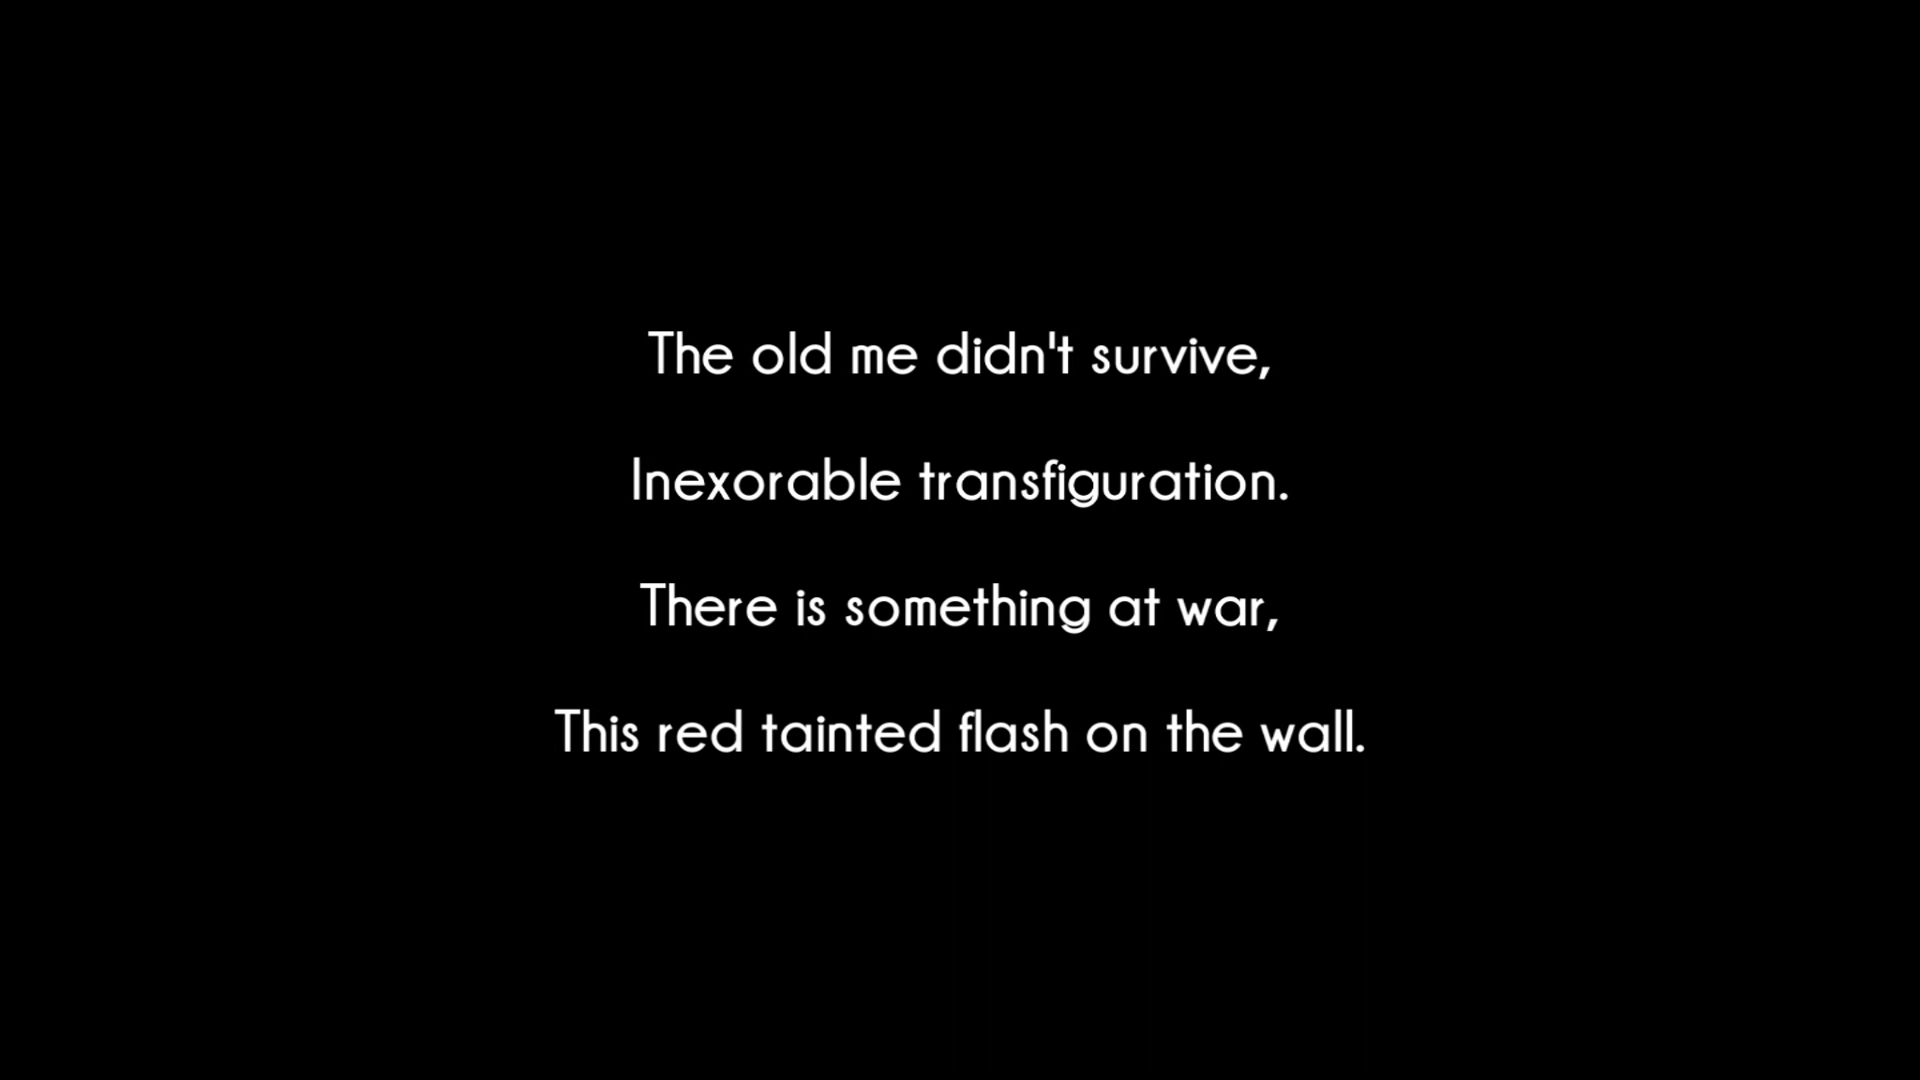 The old me didn't survive,
Inexorable transfiguration.
There is something at war,
This red tainted flash on the wall.